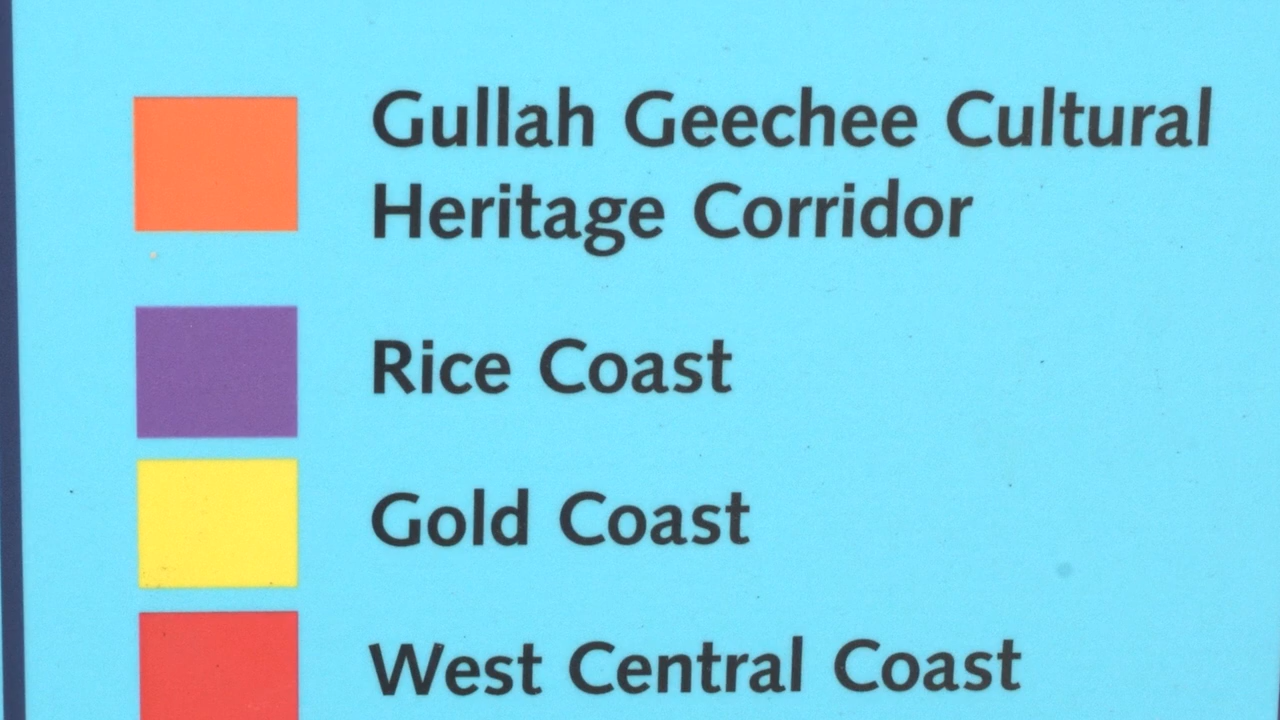 Gullah Geechee Cultural
Heritage Corridor
Rice Coast
Gold Coast
West Central Coast